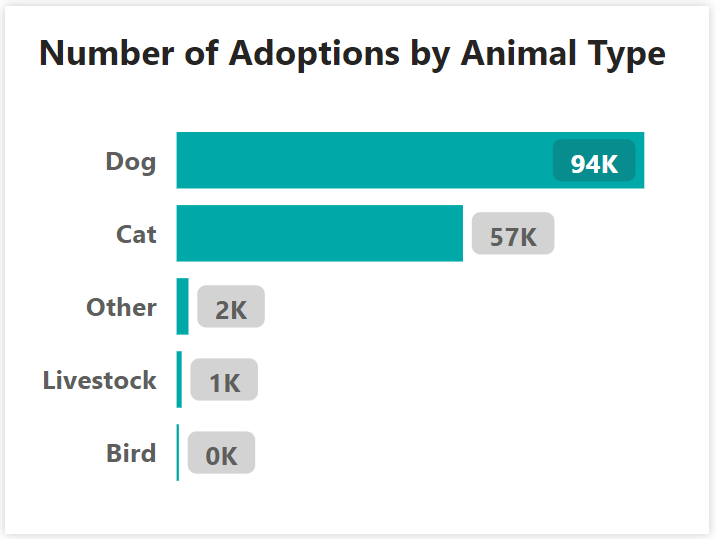 Number of Adoptions by Animal Type
Dog 94K
Cat 57K
Other 2K
Livestock 1K
Bird 0K